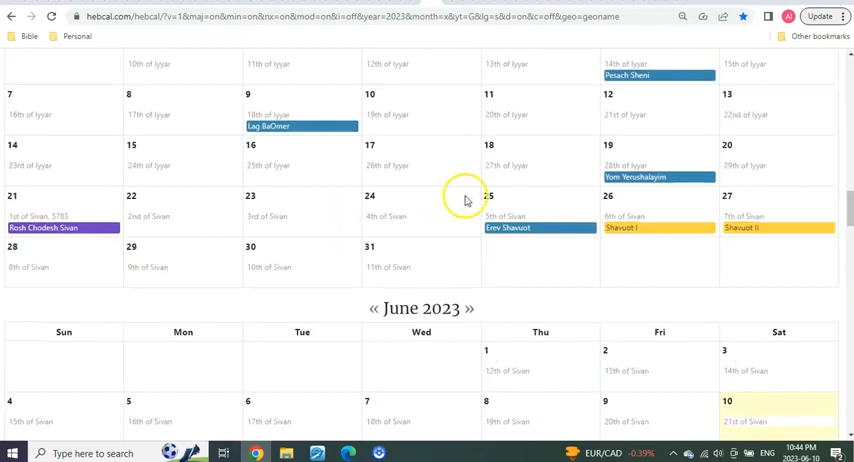 hebcal.com/hebcal/?v=1&maj=on&min=on&nx=on&mod=on&i=off&year=2023&month=x&yt=G&lg=s&d=on&c=off&geo=geoname
AI
Update
Bible Personal Other bookmarks
10th of Iyyar 11th of Iyyar 12th of Iyyar 13th of Iyyar 14th of Iyyar 15th of Iyyar
Pesach Sheni
7 8 9 10 11 12 13
16th of Iyyar 17th of Iyyar 18th of Iyyar 19th of Iyyar 20th of Iyyar 21st of Iyyar 22nd of Iyyar
Lag BaOmer
14 15 16 17 18 19 20
23rd of Iyyar 24th of Iyyar 25th of Iyyar 26th of Iyyar 27th of Iyyar 28th of Iyyar 29th of Iyyar
Yom Yerushalayim
21 22 23 24 25 26 27
1st of Sivan, 5783 2nd of Sivan 3rd of Sivan 4th of Sivan 5th of Sivan 6th of Sivan 7th of Sivan
Rosh Chodesh Sivan Erev Shavuot Shavuot I Shavuot II
28 29 30 31
8th of Sivan 9th of Sivan 10th of Sivan 11th of Sivan
« June 2023 »
Sun Mon Tue Wed Thu Fri Sat
1 2 3
12th of Sivan 13th of Sivan 14th of Sivan
4 5 6 7 8 9 10
15th of Sivan 16th of Sivan 17th of Sivan 18th of Sivan 19th of Sivan 20th of Sivan 21st of Sivan
Type here to search EUR/CAD -0.39% ENG 10:44 PM
2023-06-10
2